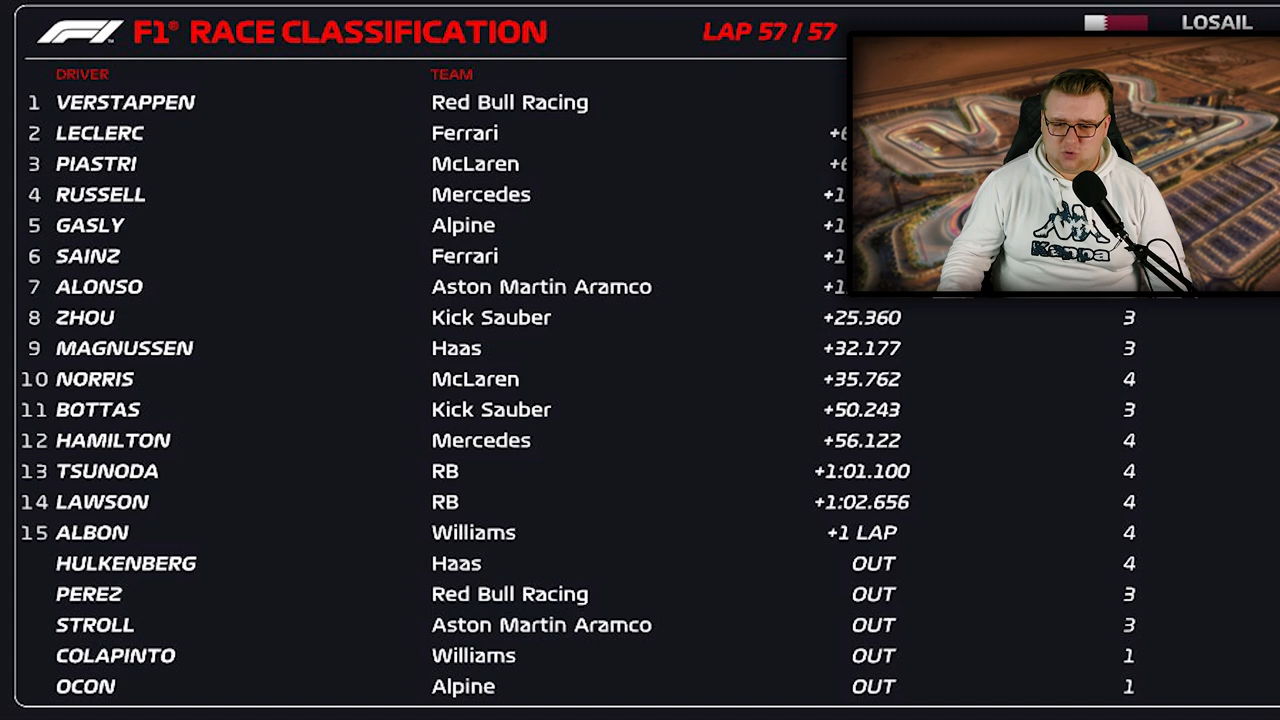 F1 F1® RACE CLASSIFICATION LAP 57 / 57 LOSAIL
DRIVER TEAM
1 VERSTAPPEN Red Bull Racing
2 LECLERC Ferrari
3 PIASTRI McLaren
4 RUSSELL Mercedes
5 GASLY Alpine
6 SAINZ Ferrari
7 ALONSO Aston Martin Aramco
8 ZHOU Kick Sauber +25.360 3
9 MAGNUSSEN Haas +32.177 3
10 NORRIS McLaren +35.762 4
11 BOTTAS Kick Sauber +50.243 3
12 HAMILTON Mercedes +56.122 4
13 TSUNODA RB +1:01.100 4
14 LAWSON RB +1:02.656 4
15 ALBON Williams +1 LAP 4
HULKENBERG Haas OUT 4
PEREZ Red Bull Racing OUT 3
STROLL Aston Martin Aramco OUT 3
COLAPINTO Williams OUT 1
OCON Alpine OUT 1
Kappa